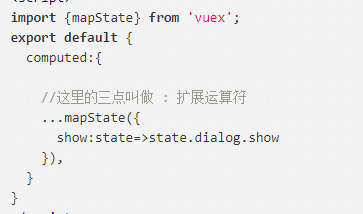 import {mapState} from 'vuex';
export default {
  computed:{
    //这里的三点叫做 : 扩展运算符
    ...mapState({
      show:state=>state.dialog.show
    }),
  }
}